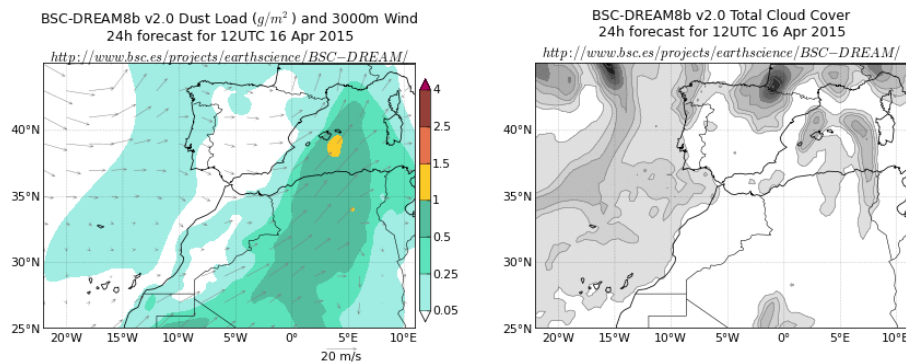 BSC-DREAM8b v2.0 Dust Load (g/m²) and 3000m Wind
24h forecast for 12UTC 16 Apr 2015
http://www.bsc.es/projects/earthscience/BSC−DREAM/
40°N
35°N
30°N
25°N
20°W
15°W
10°W
5°W
0°E
5°E
10°E
20 m/s
4
2.5
1.5
1
0.5
0.25
0.05
BSC-DREAM8b v2.0 Total Cloud Cover
24h forecast for 12UTC 16 Apr 2015
http://www.bsc.es/projects/earthscience/BSC−DREAM/
40°N
35°N
30°N
25°N
20°W
15°W
10°W
5°W
0°E
5°E
10°E